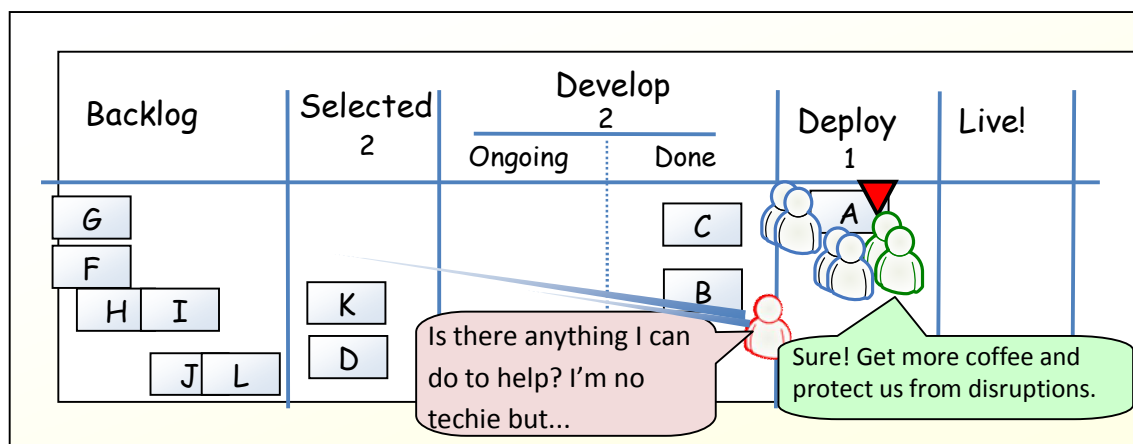 Backlog
Selected
2
Develop
2
Ongoing
Done
Deploy
1
Live!
G
F
H
I
J
L
K
D
C
B
A
Is there anything I can
do to help? I’m no
techie but...
Sure! Get more coffee and
protect us from disruptions.